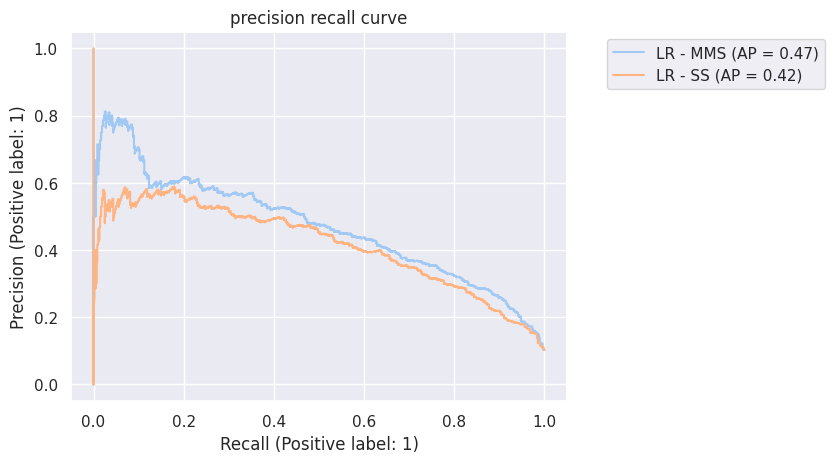 precision recall curve
LR - MMS (AP = 0.47)
LR - SS (AP = 0.42)
Precision (Positive label: 1)
1.0
0.8
0.6
0.4
0.2
0.0
0.0 0.2 0.4 0.6 0.8 1.0
Recall (Positive label: 1)